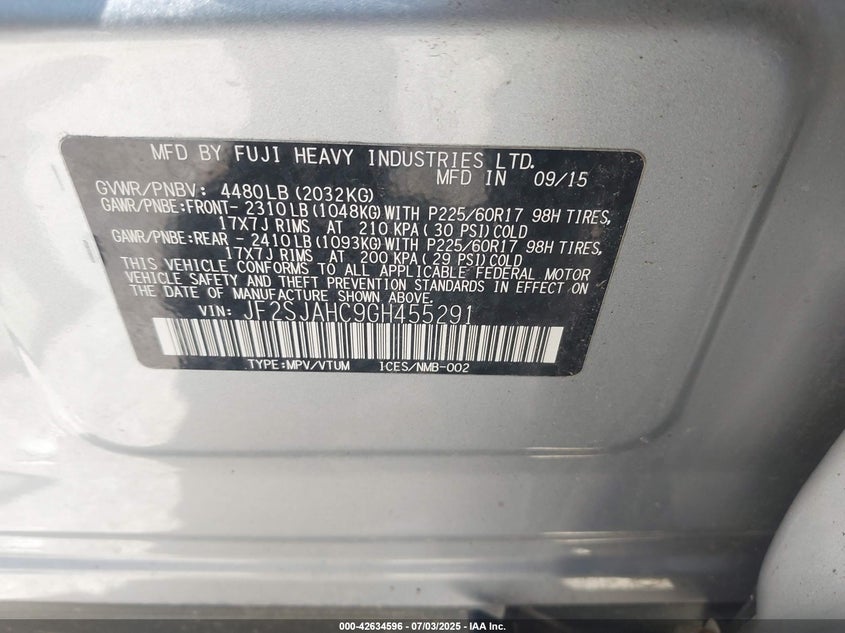 MFD BY FUJI HEAVY INDUSTRIES LTD.
MFD IN 09/15
GVWR/PNBV: 4480LB(2032KG)
GAWR/PNBE:FRONT-2310LB(1048KG)WITH P225/60R17 98H TIRES,
17X7J RIMS AT 210 KPA(30 PSI)COLD
GAWR/PNBE:REAR -2410LB(1093KG)WITH P225/60R17 98H TIRES,
17X7J RIMS AT 200 KPA(29 PSI)COLD
THIS VEHICLE CONFORMS TO ALL APPLICABLE FEDERAL MOTOR
VEHICLE SAFETY AND THEFT PREVENTION STANDARDS IN EFFECT ON
THE DATE OF MANUFACTURE SHOWN ABOVE.
VIN: JF2SJAHC9GH455291
TYPE:MPV/VTUM ICES/NMB-002
000-42634596 - 07/03/2025 - IAA Inc.